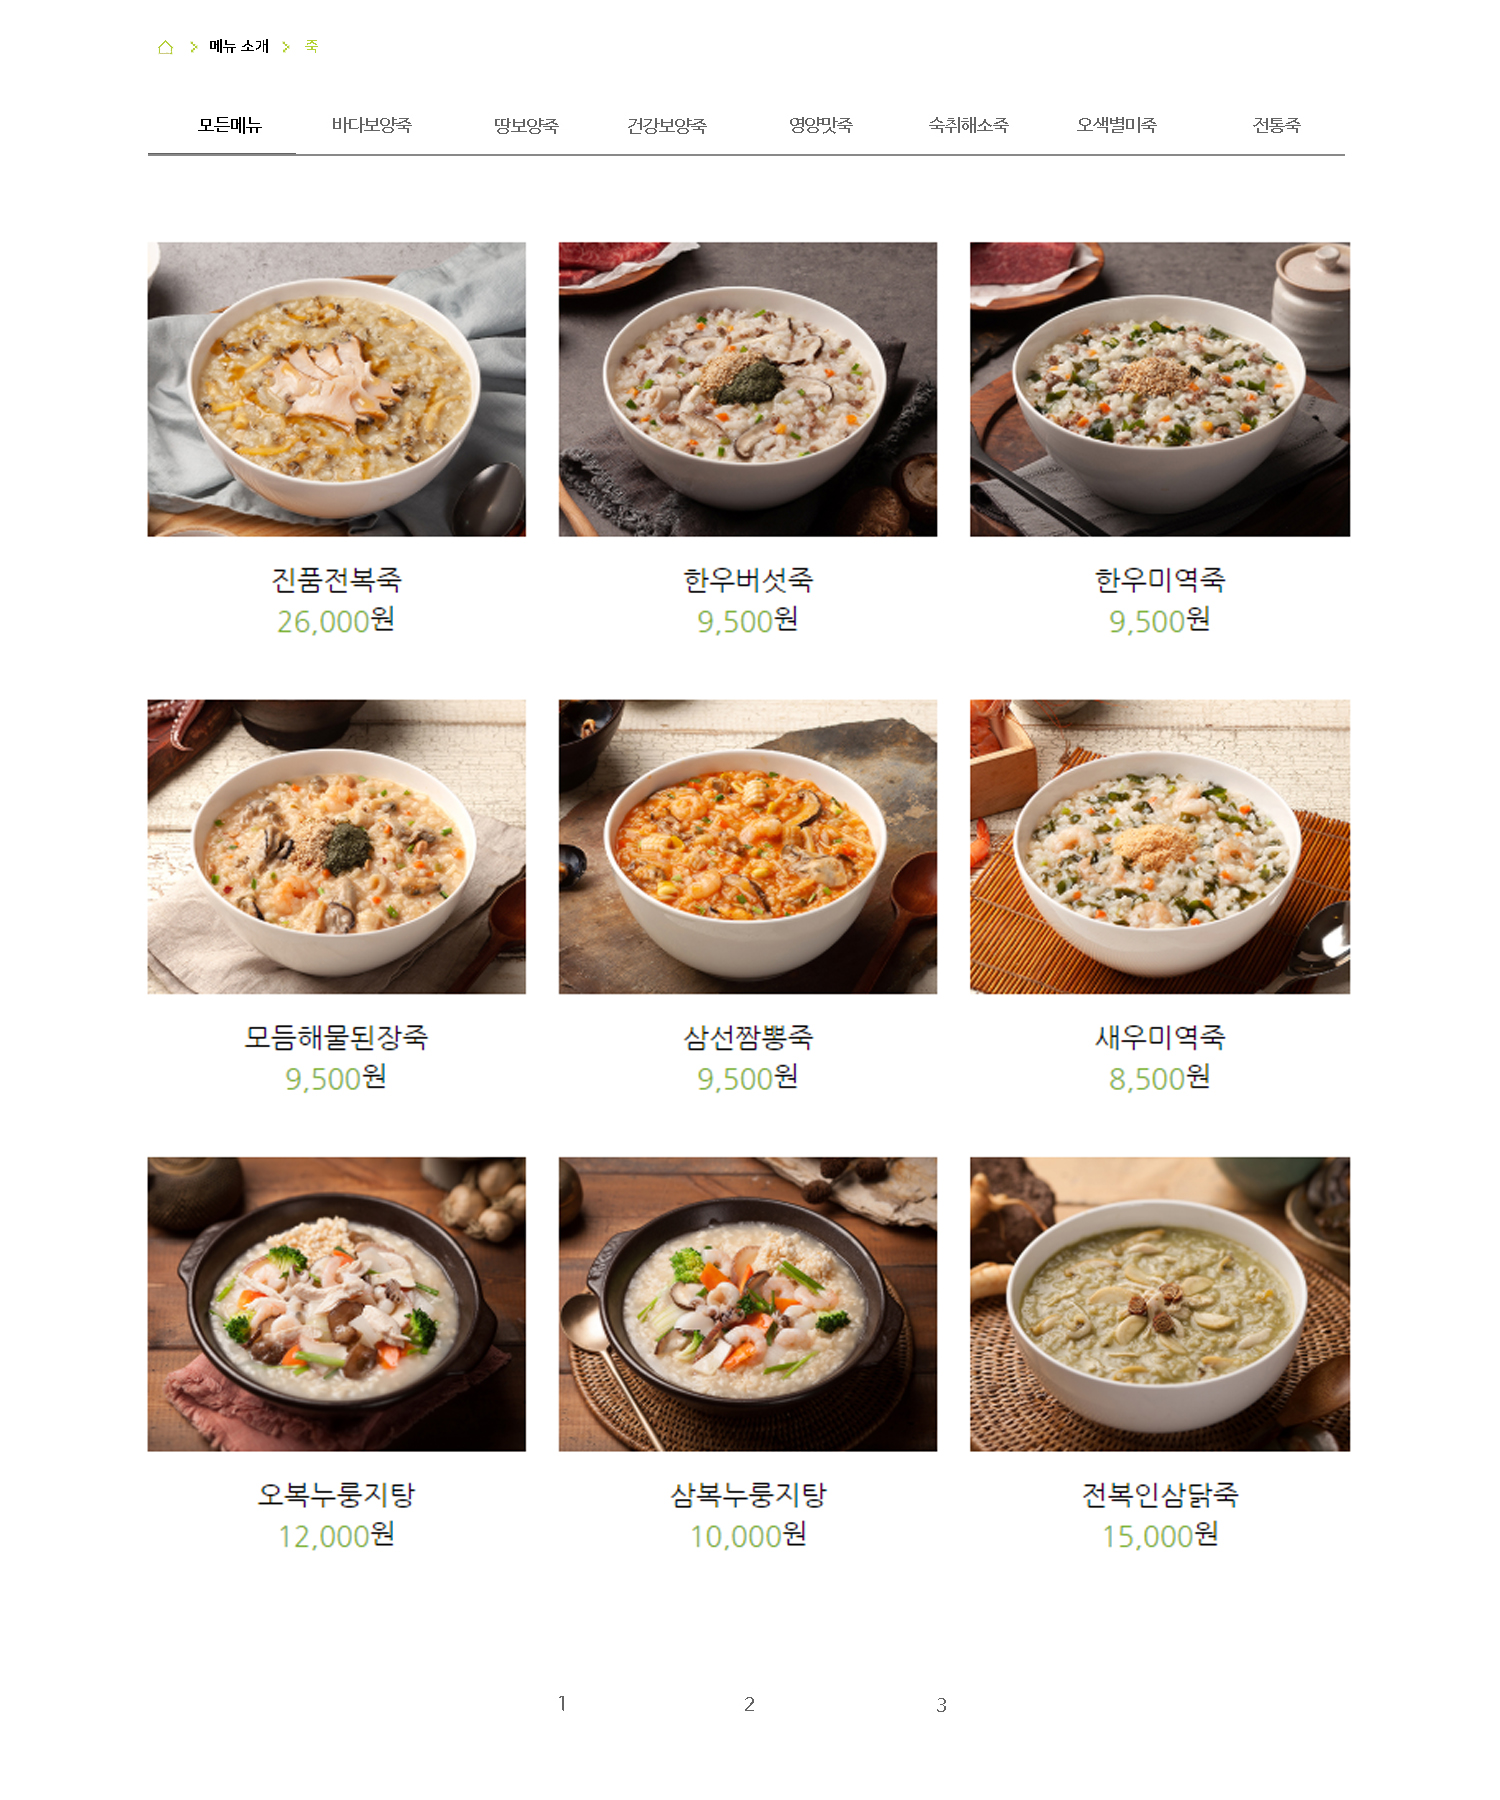 메뉴 소개 죽
모든메뉴 바다보양죽 땅보양죽 건강보양죽 영양맛죽 숙취해소죽 오색별미죽 전통죽
진품전복죽 한우버섯죽 한우미역죽
26,000원 9,500원 9,500원
모듬해물된장죽 삼선짬뽕죽 새우미역죽
9,500원 9,500원 8,500원
오복누룽지탕 삼복누룽지탕 전복인삼닭죽
12,000원 10,000원 15,000원
1 2 3